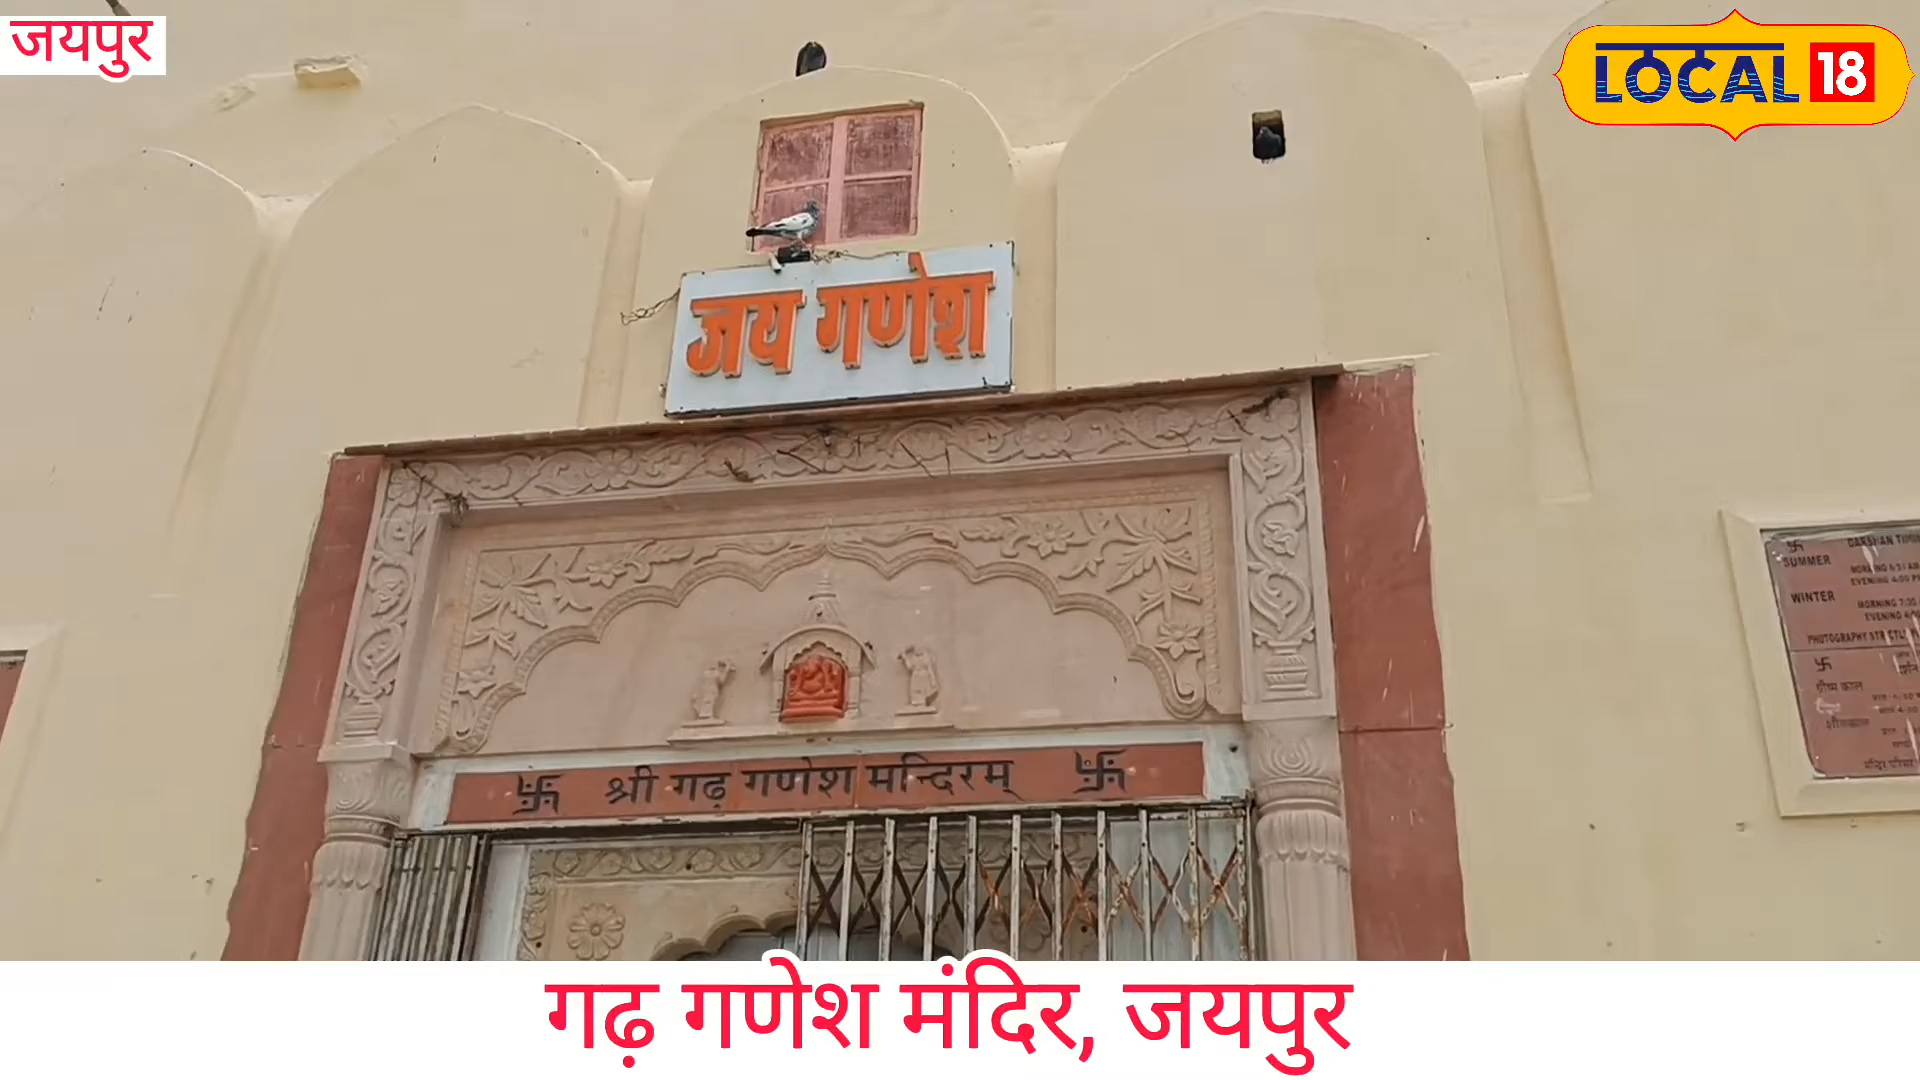 जयपुर
LOCAL 18
जय गणेश
श्री गढ़ गणेश मन्दिरम्
SUMMER
WINTER
गढ़ गणेश मंदिर, जयपुर